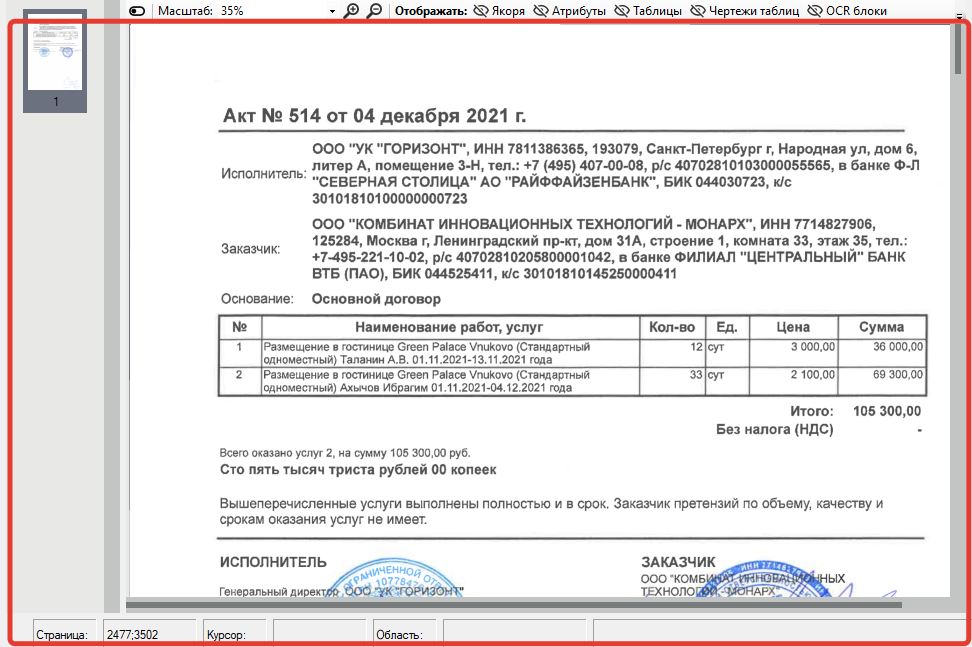 Масштаб: 35% Отображать: Якоря Атрибуты Таблицы Чертежи таблиц OCR блоки
1
Акт № 514 от 04 декабря 2021 г.
Исполнитель:
ООО "УК "ГОРИЗОНТ", ИНН 7811386365, 193079, Санкт-Петербург г, Народная ул, дом 6,
литер А, помещение 3-Н, тел.: +7 (495) 407-00-08, р/с 40702810103000055565, в банке Ф-Л
"СЕВЕРНАЯ СТОЛИЦА" АО "РАЙФФАЙЗЕНБАНК", БИК 044030723, к/с
30101810100000000723
Заказчик:
ООО "КОМБИНАТ ИННОВАЦИОННЫХ ТЕХНОЛОГИЙ - МОНАРХ", ИНН 7714827906,
125284, Москва г, Ленинградский пр-кт, дом 31А, строение 1, комната 33, этаж 35, тел.:
+7-495-221-10-02, р/с 40702810205800001042, в банке ФИЛИАЛ "ЦЕНТРАЛЬНЫЙ" БАНК
ВТБ (ПАО), БИК 044525411, к/с 30101810145250000411
Основание: Основной договор
№ Наименование работ, услуг Кол-во Ед. Цена Сумма
1 Размещение в гостинице Green Palace Vnukovo (Стандартный 12 сут 3 000,00 36 000,00
одноместный) Таланин А.В. 01.11.2021-13.11.2021 года
2 Размещение в гостинице Green Palace Vnukovo (Стандартный 33 сут 2 100,00 69 300,00
одноместный) Ахычов Ибрагим 01.11.2021-04.12.2021 года
Итого: 105 300,00
Без налога (НДС) -
Всего оказано услуг 2, на сумму 105 300,00 руб.
Сто пять тысяч триста рублей 00 копеек
Вышеперечисленные услуги выполнены полностью и в срок. Заказчик претензий по объему, качеству и
срокам оказания услуг не имеет.
ИСПОЛНИТЕЛЬ ЗАКАЗЧИК
Генеральный директор ООО "УК "ГОРИЗОНТ"
ООО "КОМБИНАТ ИННОВАЦИОННЫХ
ТЕХНОЛОГИЙ - МОНАРХ"
Страница: 2477;3502 Курсор: Область: